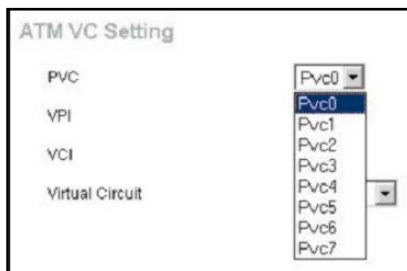 ATM VC Setting
PVC Pvc0
Pvc0
VPI Pvc1
Pvc2
VCI Pvc3
Pvc4
Virtual Circuit Pvc5
Pvc6
Pvc7